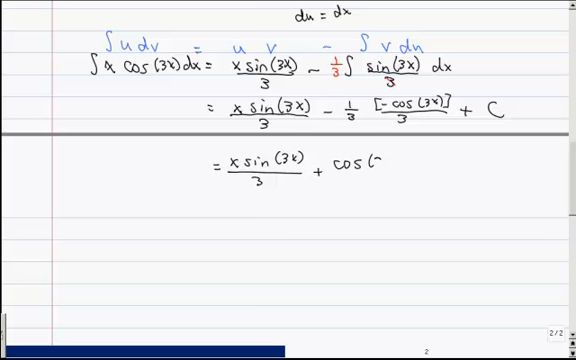 du = dx
∫ u dv = u v - ∫ v du
∫ x cos(3x) dx = x sin(3x)/3 - 1/3 ∫ sin(3x)/3 dx
= x sin(3x)/3 - 1/3 [-cos(3x)]/3 + C
= x sin(3x)/3 + cos(
2/2
2